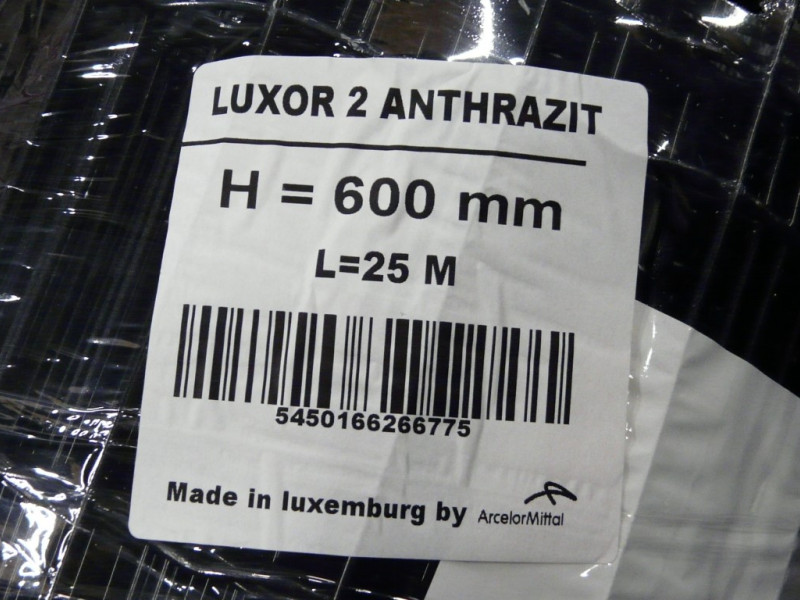 LUXOR 2 ANTHRAZIT
H = 600 mm
L=25 M
5450166266775
Made in luxemburg by ArcelorMittal